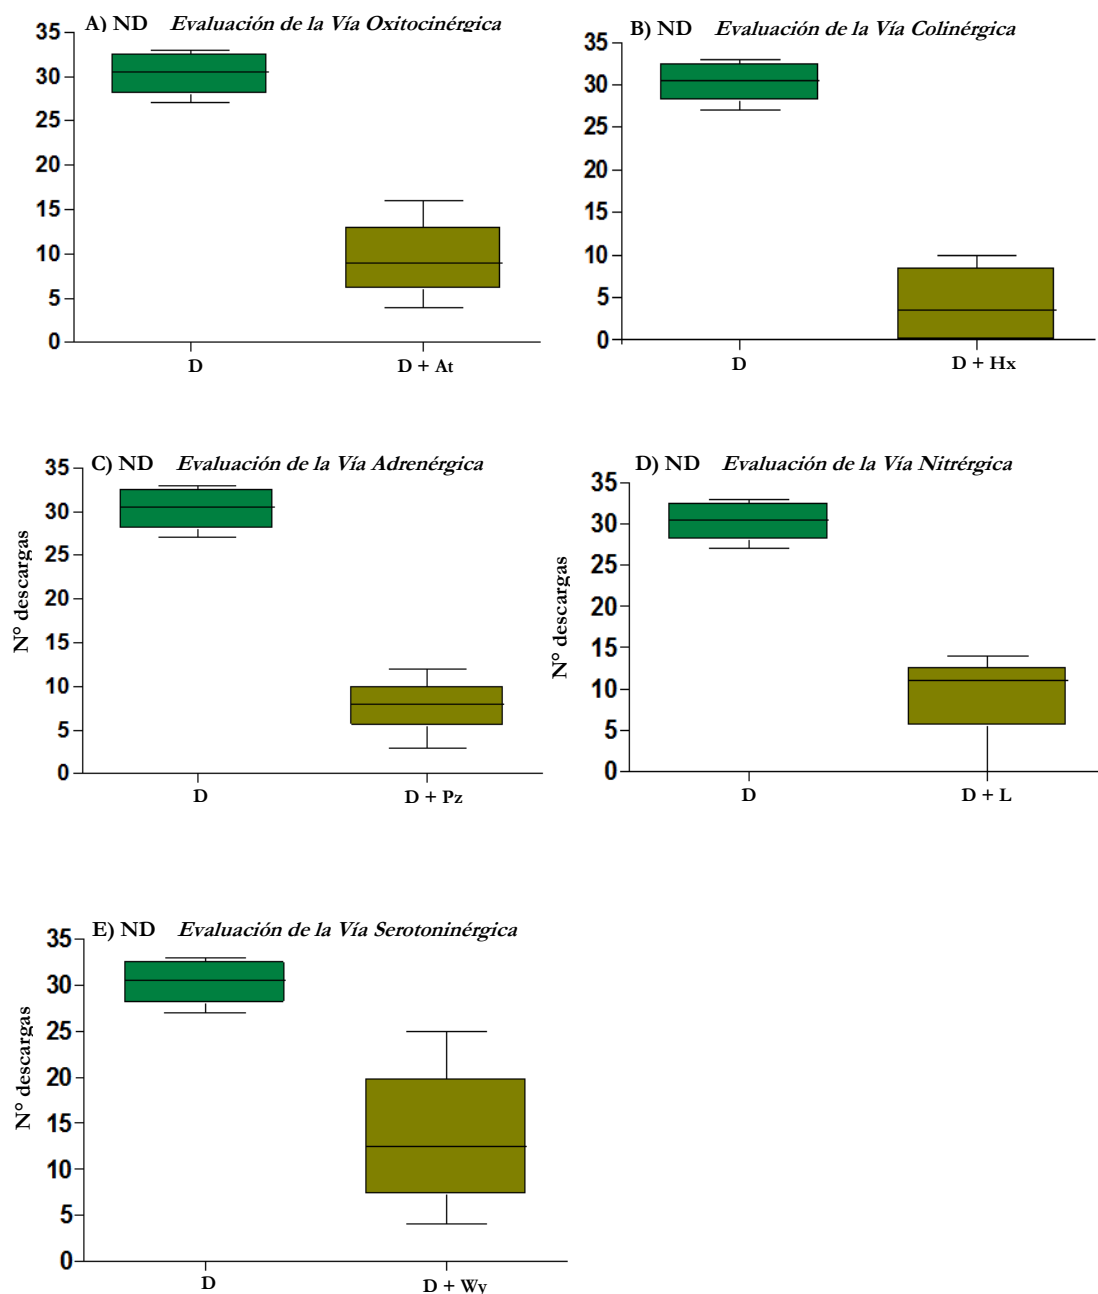 A) ND Evaluación de la Vía Oxitocinérgica
35
30
25
20
15
10
5
0
D
D + At
B) ND Evaluación de la Vía Colinérgica
35
30
25
20
15
10
5
0
D
D + Hx
C) ND Evaluación de la Vía Adrenérgica
N° descargas
35
30
25
20
15
10
5
0
D
D + Pz
D) ND Evaluación de la Vía Nitrérgica
N° descargas
35
30
25
20
15
10
5
0
D
D + L
E) ND Evaluación de la Vía Serotoninérgica
N° descargas
35
30
25
20
15
10
5
0
D
D + Wy